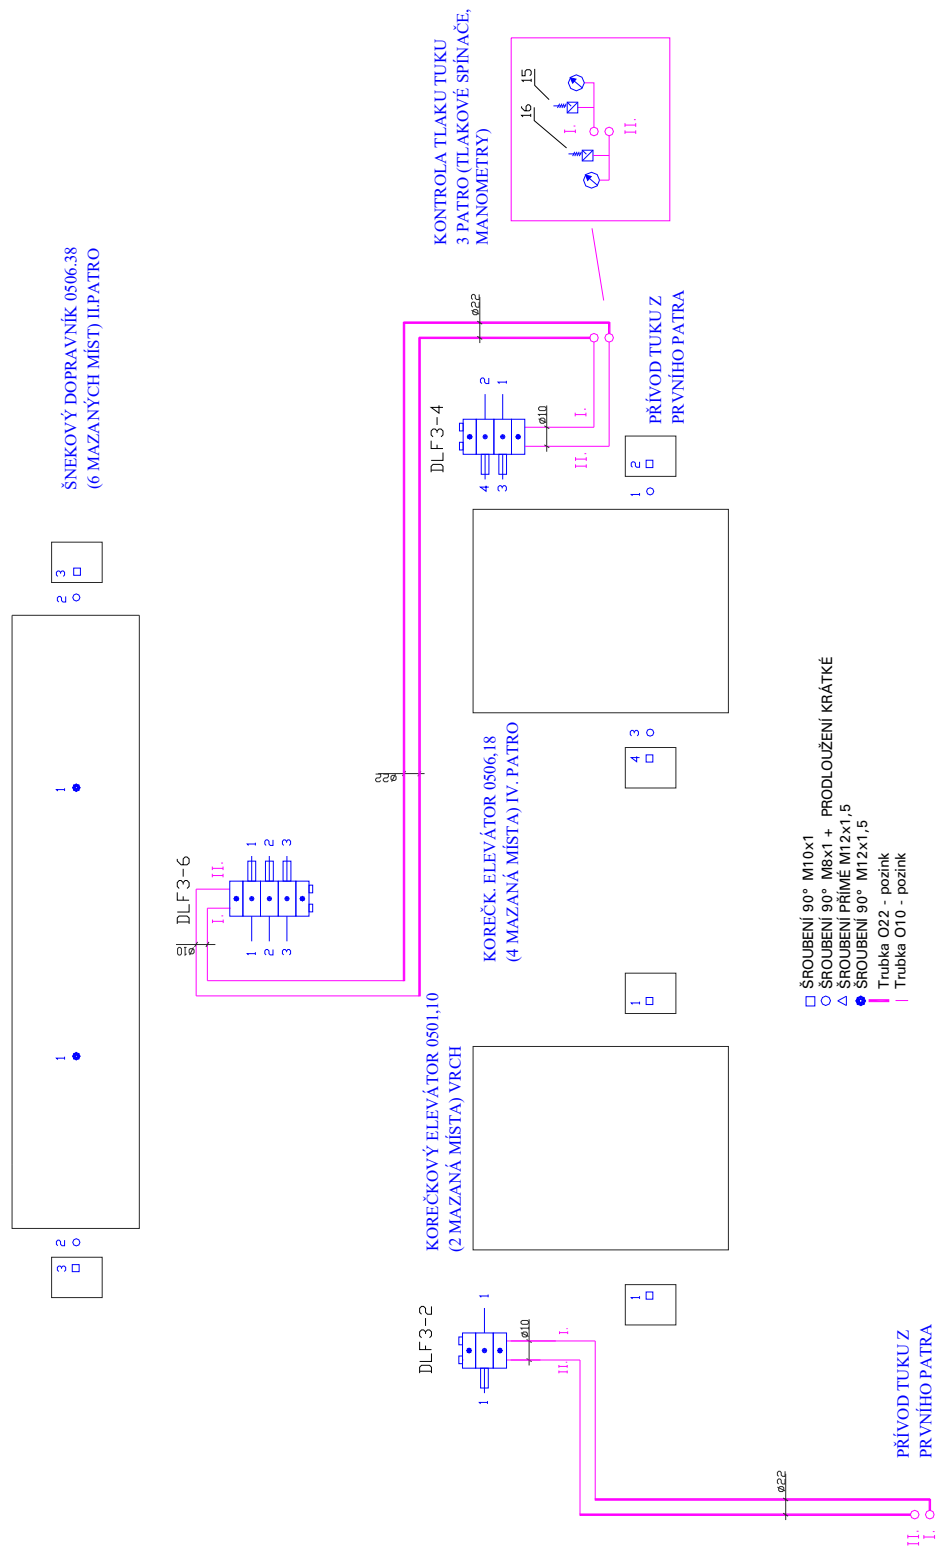 KONTROLA TLAKU TUKU
3 PATRO (TLAKOVÉ SPÍNAČE,
MANOMETRY)
15
16
I.
II.
ŠNEKOVÝ DOPRAVNÍK 0506.38
(6 MAZANÝCH MÍST) II.PATRO
ø22
PŘÍVOD TUKU Z
PRVNÍHO PATRA
DLF3-4
2
1
4
3
I.
II.
ø10
2
1
3
2
3
4
1
1
ø22
KOREČK. ELEVÁTOR 0506,18
(4 MAZANÁ MÍSTA) IV. PATRO
DLF3-6
II.
I.
1
2
3
1
2
3
ø10
1
2
3
KOREČKOVÝ ELEVÁTOR 0501,10
(2 MAZANÁ MÍSTA) VRCH
1
DLF3-2
1
1
ø10
I.
II.
ø22
PŘÍVOD TUKU Z
PRVNÍHO PATRA
II.
I.
ŠROUBENÍ 90° M10x1
ŠROUBENÍ 90° M8x1 + PRODLOUŽENÍ KRÁTKÉ
ŠROUBENÍ PŘÍMÉ M12x1,5
ŠROUBENÍ 90° M12x1,5
Trubka O22 - pozink
Trubka O10 - pozink